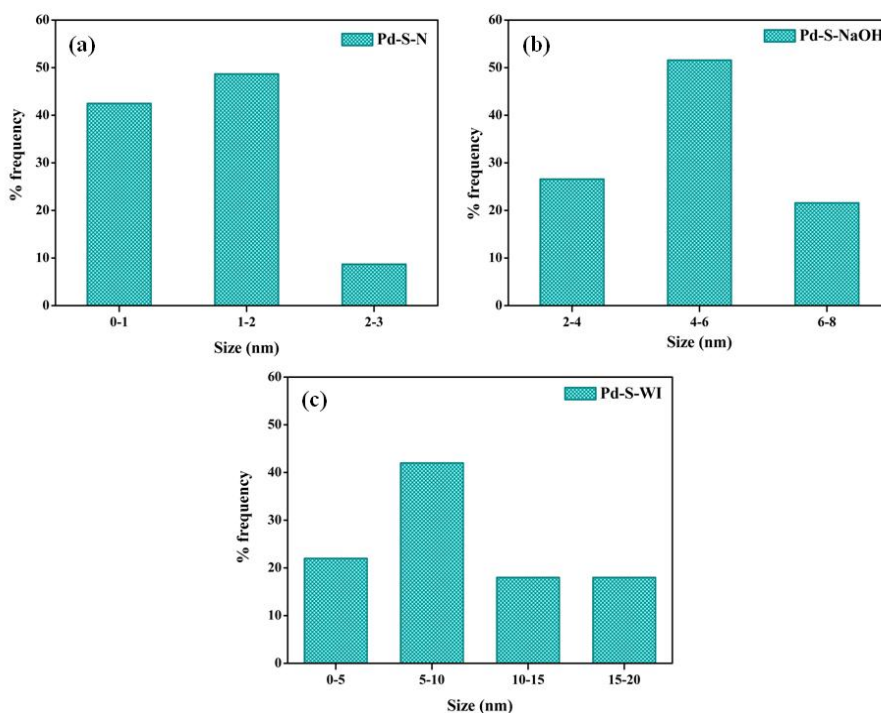 (a)
Pd-S-N
60
50
40
30
20
10
0
% frequency
0-1 1-2 2-3
Size (nm)
(b)
Pd-S-NaOH
60
50
40
30
20
10
0
% frequency
2-4 4-6 6-8
Size (nm)
(c)
Pd-S-WI
60
50
40
30
20
10
0
% frequency
0-5 5-10 10-15 15-20
Size (nm)